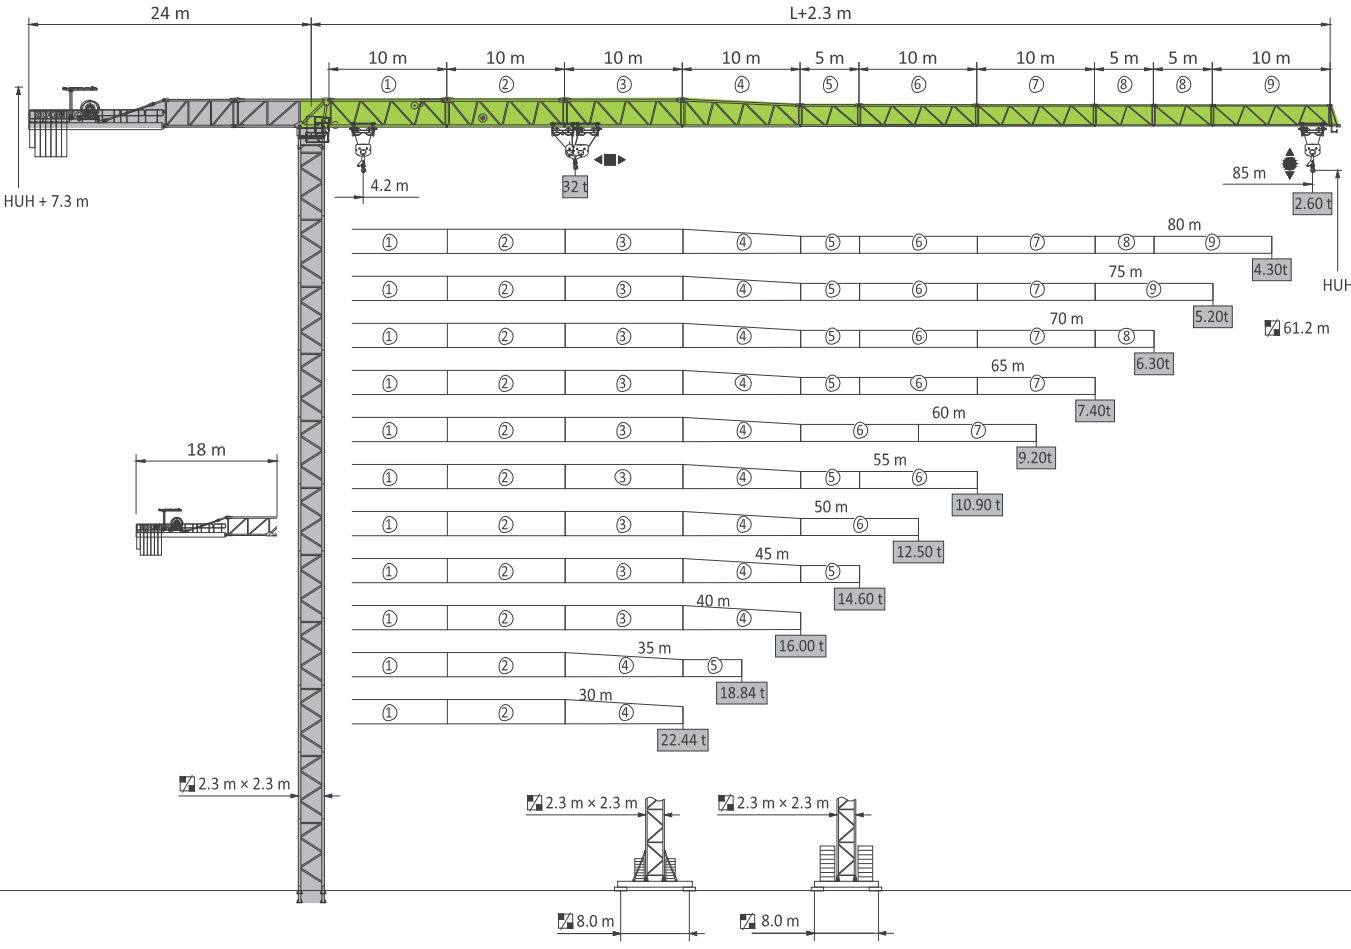 24 m L+2.3 m
10 m 10 m 10 m 10 m 5 m 10 m 10 m 5 m 5 m 10 m
① ② ③ ④ ⑤ ⑥ ⑦ ⑧ ⑧ ⑨
HUH + 7.3 m
4.2 m 32 t 85 m
2.60 t
80 m
① ② ③ ④ ⑤ ⑥ ⑦ ⑧ ⑨
4.30t
75 m
HUH
① ② ③ ④ ⑤ ⑥ ⑦ ⑨
5.20t
70 m
61.2 m
① ② ③ ④ ⑤ ⑥ ⑦ ⑧
6.30t
65 m
① ② ③ ④ ⑤ ⑥ ⑦
7.40t
60 m
① ② ③ ④ ⑥ ⑦
9.20t
18 m
55 m
① ② ③ ④ ⑤ ⑥
10.90 t
50 m
① ② ③ ④ ⑥
12.50 t
45 m
① ② ③ ④ ⑤
14.60 t
40 m
① ② ③ ④
16.00 t
35 m
① ② ④ ⑤
18.84 t
30 m
① ② ④
22.44 t
2.3 m × 2.3 m
2.3 m × 2.3 m 2.3 m × 2.3 m
8.0 m 8.0 m